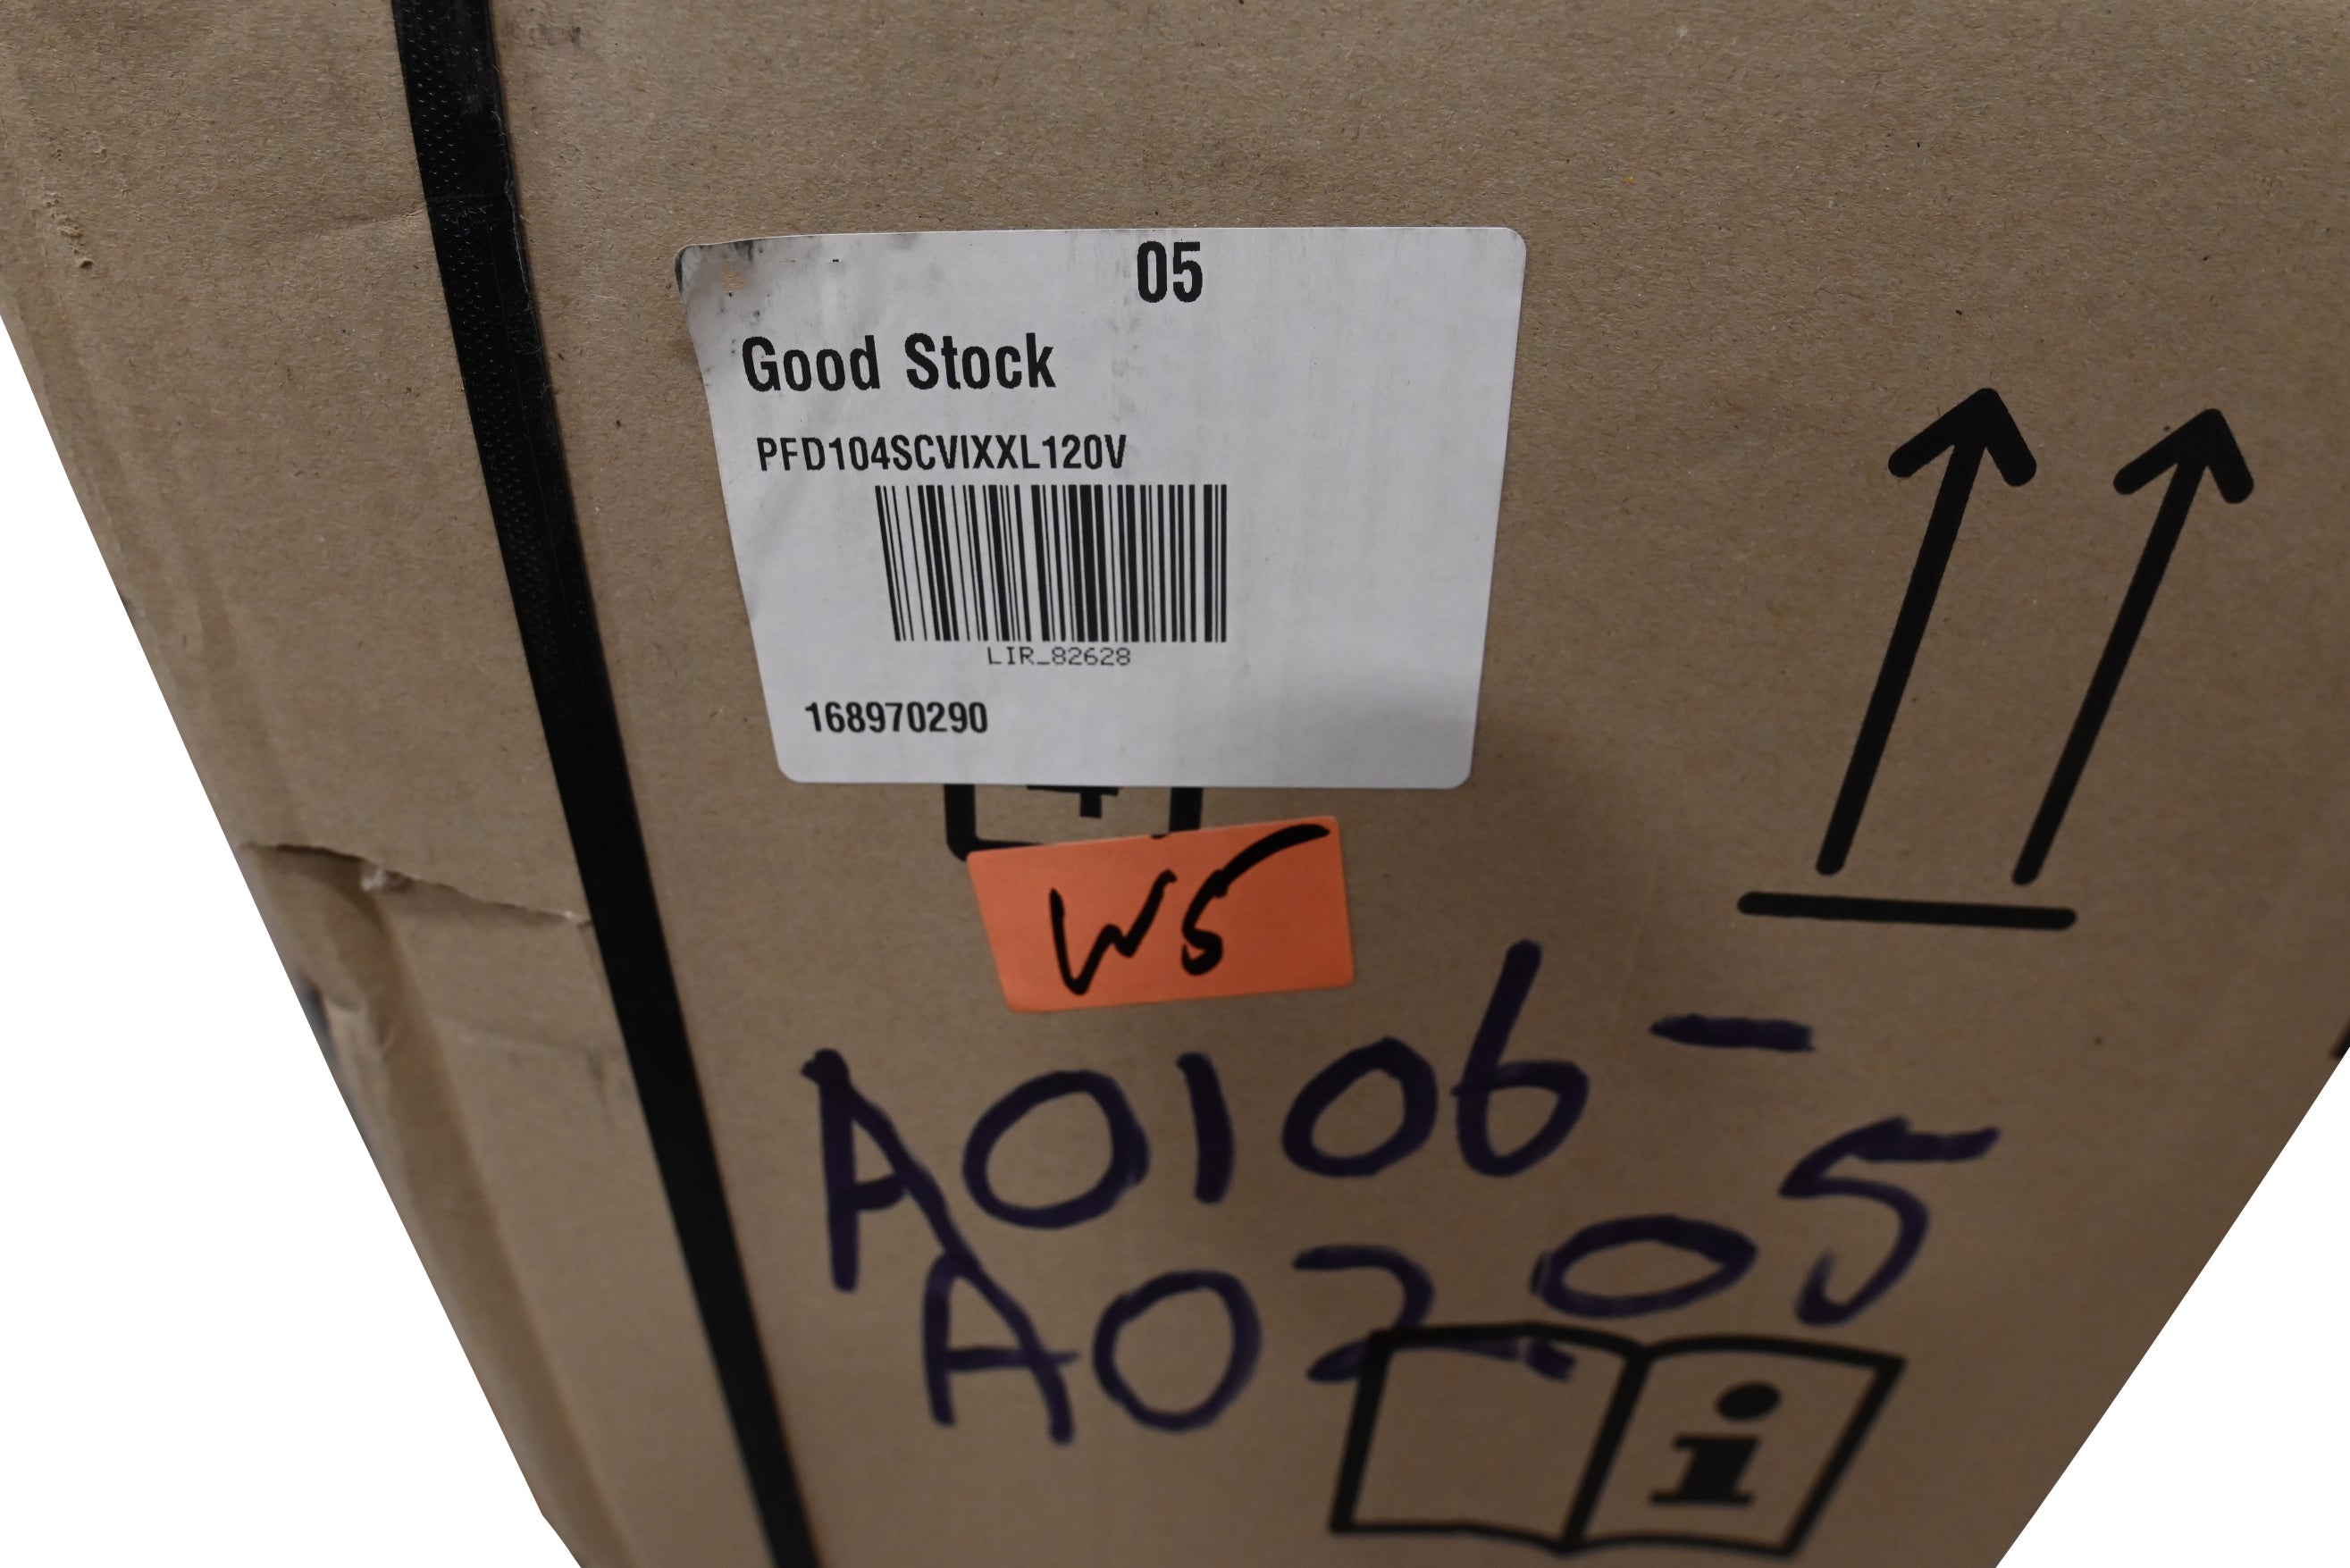 05
Good Stock
PFD104SCVIXXL120V
LIR_82628
168970290
W5
A0106-
A0205
i